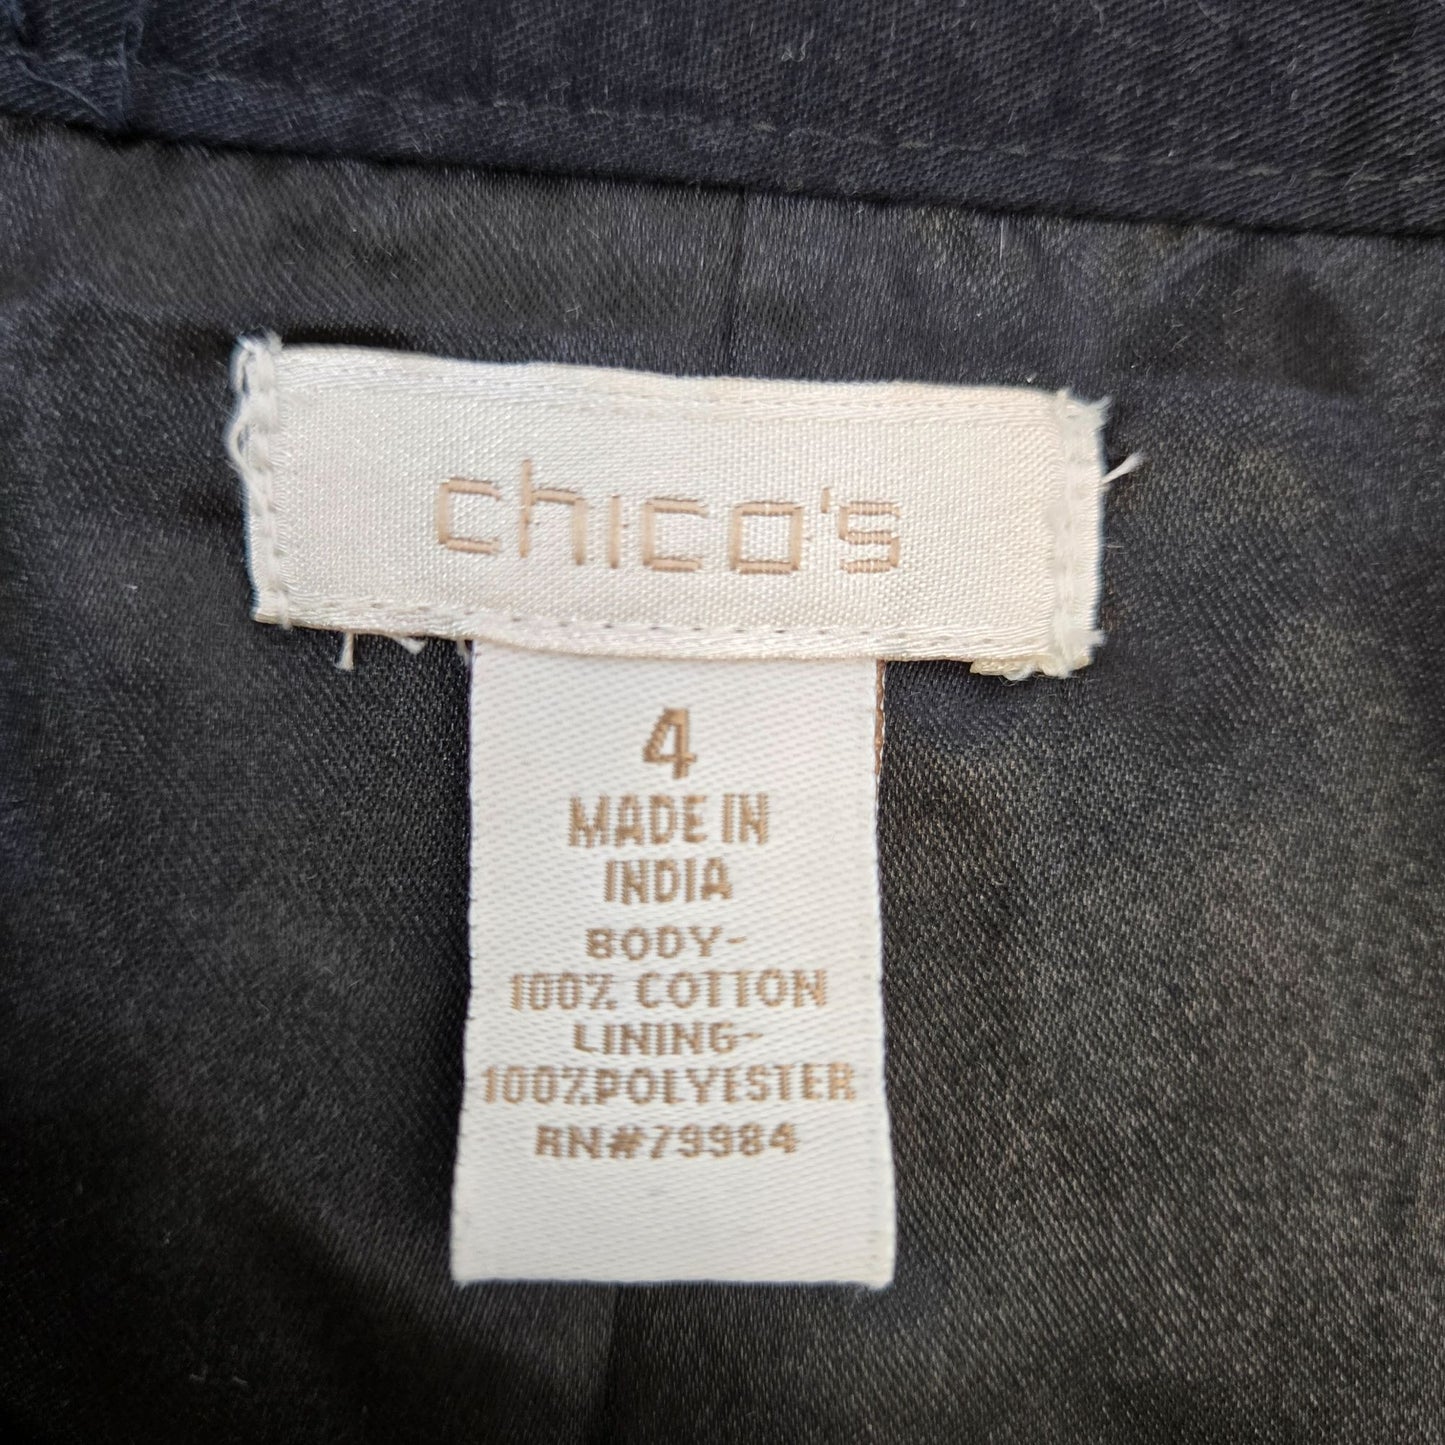 chico's
4
MADE IN
INDIA
BODY-
100% COTTON
LINING-
100%POLYESTER
RN#79984